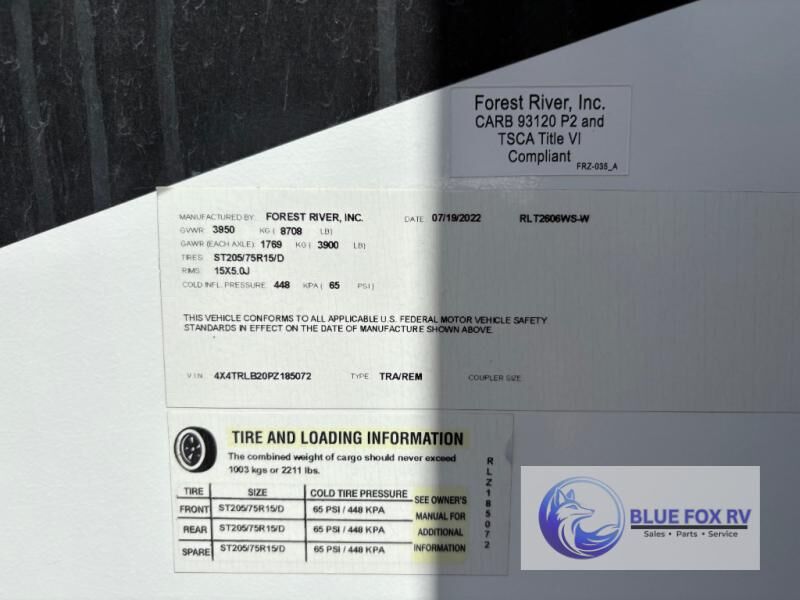 Forest River, Inc.
CARB 93120 P2 and
TSCA Title VI
Compliant
FRZ-035_A
MANUFACTURED BY: FOREST RIVER, INC. DATE: 07/19/2022 RLT2606WS-W
GVWR: 3950 KG ( 8708 LB)
GAWR (EACH AXLE): 1769 KG ( 3900 LB)
TIRES: ST205/75R15/D
RIMS: 15X5.0J
COLD INFL. PRESSURE: 448 KPA ( 65 PSI)
THIS VEHICLE CONFORMS TO ALL APPLICABLE U.S. FEDERAL MOTOR VEHICLE SAFETY
STANDARDS IN EFFECT ON THE DATE OF MANUFACTURE SHOWN ABOVE.
V I N: 4X4TRLB20PZ185072 TYPE: TRA/REM COUPLER SIZE:
TIRE AND LOADING INFORMATION
The combined weight of cargo should never exceed
1003 kgs or 2211 lbs.
TIRE SIZE COLD TIRE PRESSURE
FRONT ST205/75R15/D 65 PSI / 448 KPA
REAR ST205/75R15/D 65 PSI / 448 KPA
SPARE ST205/75R15/D 65 PSI / 448 KPA
SEE OWNER'S
MANUAL FOR
ADDITIONAL
INFORMATION
RLZ185072
BLUE FOX RV
Sales • Parts • Service